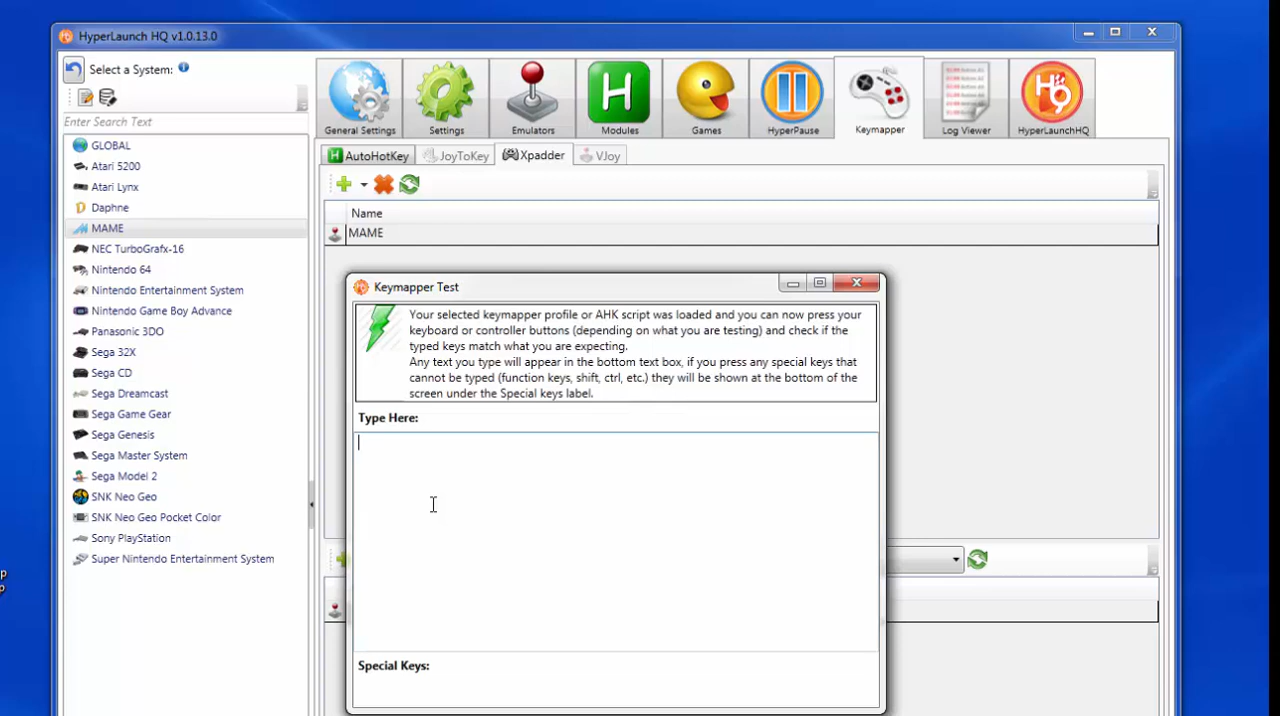 HyperLaunch HQ v1.0.13.0
Select a System:
Enter Search Text
GLOBAL
Atari 5200
Atari Lynx
Daphne
MAME
NEC TurboGrafx-16
Nintendo 64
Nintendo Entertainment System
Nintendo Game Boy Advance
Panasonic 3DO
Sega 32X
Sega CD
Sega Dreamcast
Sega Game Gear
Sega Genesis
Sega Master System
Sega Model 2
SNK Neo Geo
SNK Neo Geo Pocket Color
Sony PlayStation
Super Nintendo Entertainment System
General Settings
Settings
Emulators
H
Modules
Games
HyperPause
Keymapper
Log Viewer
HQ
HyperLaunchHQ
H AutoHotKey
JoyToKey
Xpadder
VJoy
Name
MAME
Keymapper Test
Your selected keymapper profile or AHK script was loaded and you can now press your
keyboard or controller buttons (depending on what you are testing) and check if the
typed keys match what you are expecting.
Any text you type will appear in the bottom text box, if you press any special keys that
cannot be typed (function keys, shift, ctrl, etc.) they will be shown at the bottom of the
screen under the Special keys label.
Type Here:
Special Keys: